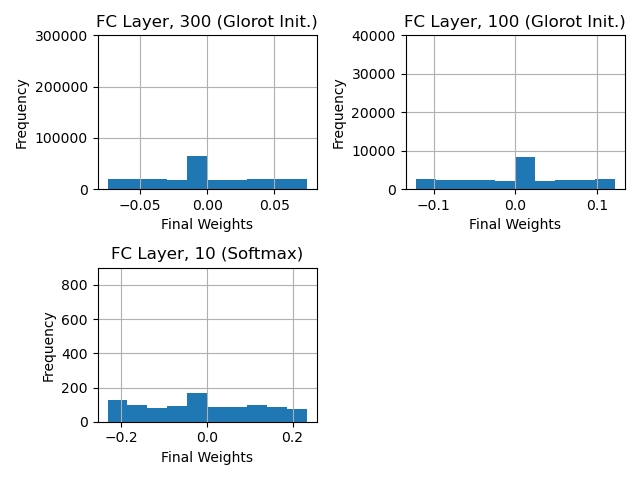 FC Layer, 300 (Glorot Init.)
300000
200000
100000
0
Frequency
−0.05 0.00 0.05
Final Weights
FC Layer, 100 (Glorot Init.)
40000
30000
20000
10000
0
Frequency
−0.1 0.0 0.1
Final Weights
FC Layer, 10 (Softmax)
800
600
400
200
0
Frequency
−0.2 0.0 0.2
Final Weights